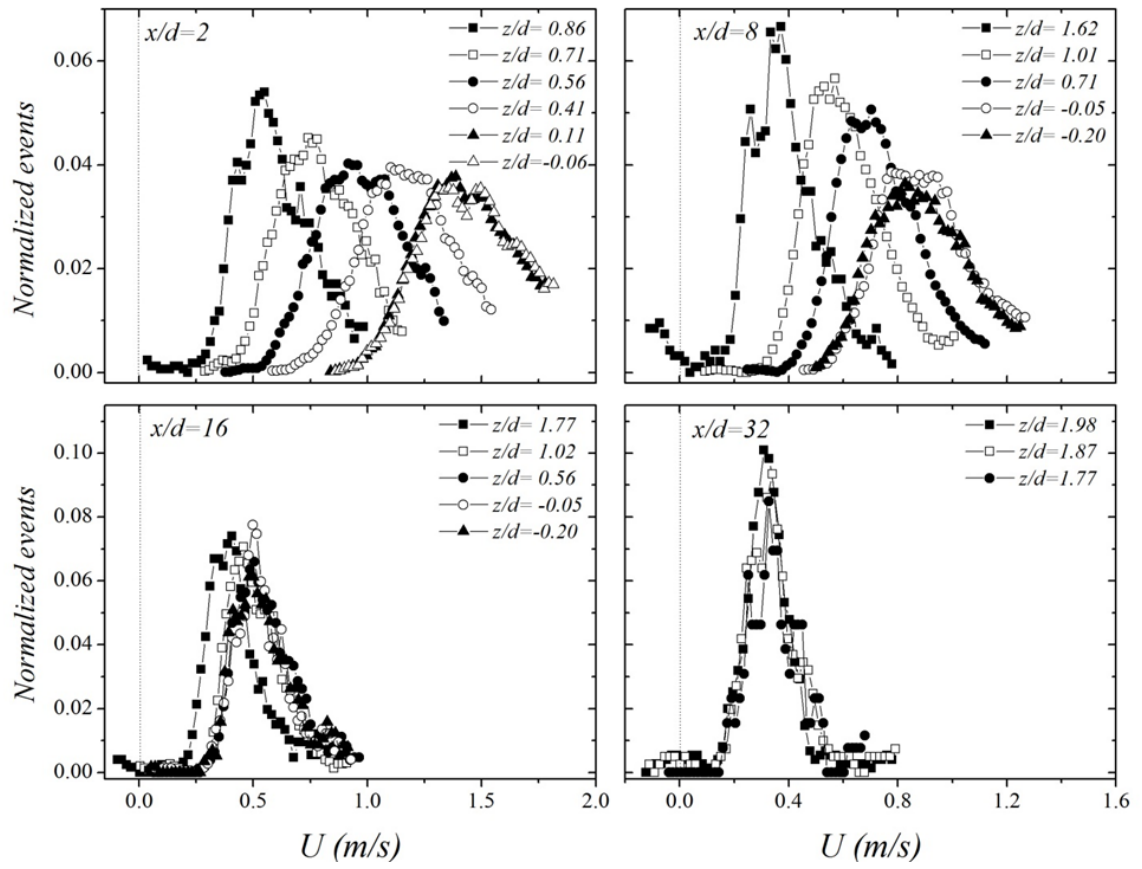 x/d=2
z/d= 0.86
z/d= 0.71
z/d= 0.56
z/d= 0.41
z/d= 0.11
z/d=-0.06
0.06
0.04
0.02
0.00
Normalized events
x/d=8
z/d= 1.62
z/d= 1.01
z/d= 0.71
z/d= -0.05
z/d= -0.20
x/d=16
z/d= 1.77
z/d= 1.02
z/d= 0.56
z/d= -0.05
z/d=-0.20
0.10
0.08
0.06
0.04
0.02
0.00
Normalized events
0.0 0.5 1.0 1.5 2.0
U (m/s)
x/d=32
z/d=1.98
z/d=1.87
z/d=1.77
0.0 0.4 0.8 1.2 1.6
U (m/s)